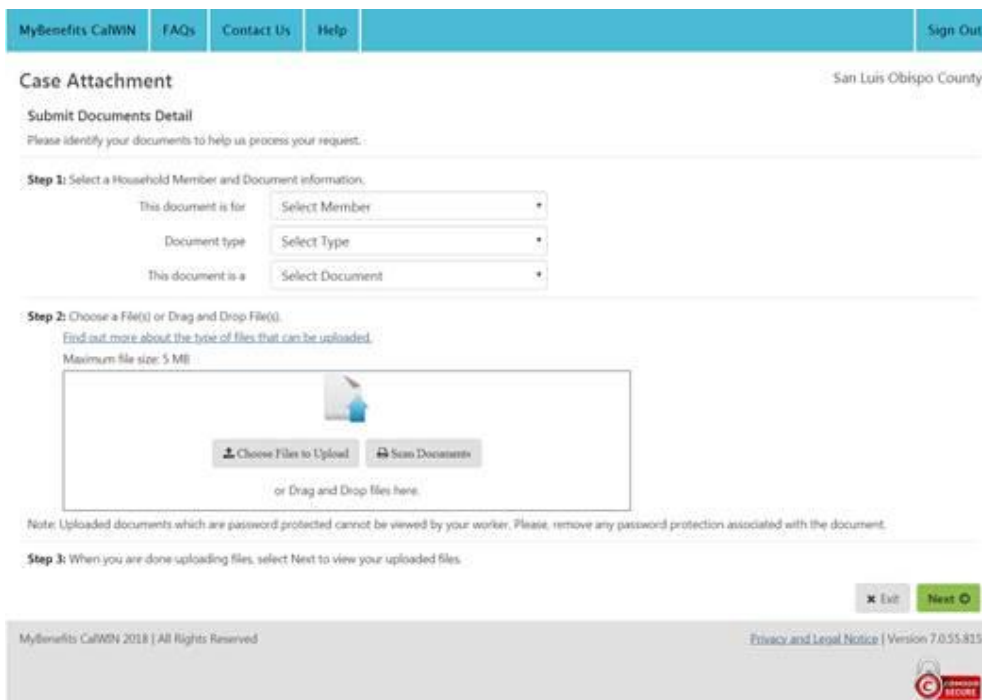 MyBenefits CalWIN FAQs Contact Us Help Sign Out
Case Attachment San Luis Obispo County
Submit Documents Detail
Please identify your documents to help us process your request.
Step 1: Select a Household Member and Document information.
This document is for Select Member
Document type Select Type
This document is a Select Document
Step 2: Choose a File(s) or Drag and Drop File(s).
Find out more about the type of files that can be uploaded.
Maximum file size: 5 MB
Choose Files to Upload Scan Documents
or Drag and Drop files here.
Note: Uploaded documents which are password protected cannot be viewed by your worker. Please, remove any password protection associated with the document.
Step 3: When you are done uploading files, select Next to view your uploaded files.
Exit Next
MyBenefits CalWIN 2018 | All Rights Reserved Privacy and Legal Notice | Version 7.0.55.815
COMODO
SECURE